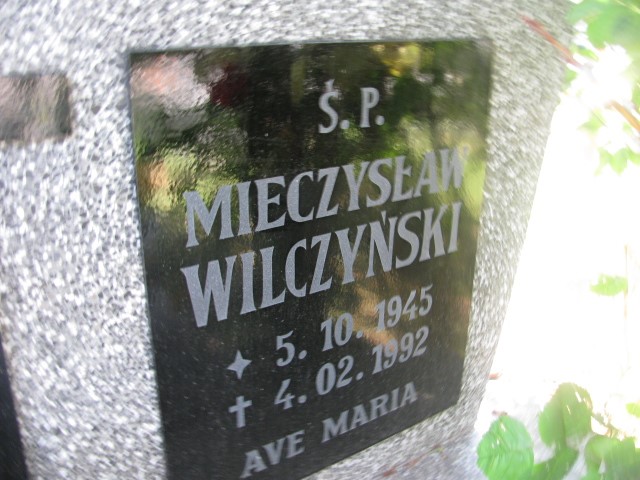 Ś.P.
MIECZYSŁAW
WILCZYŃSKI
✦ 5. 10. 1945
✝ 4. 02. 1992
AVE MARIA